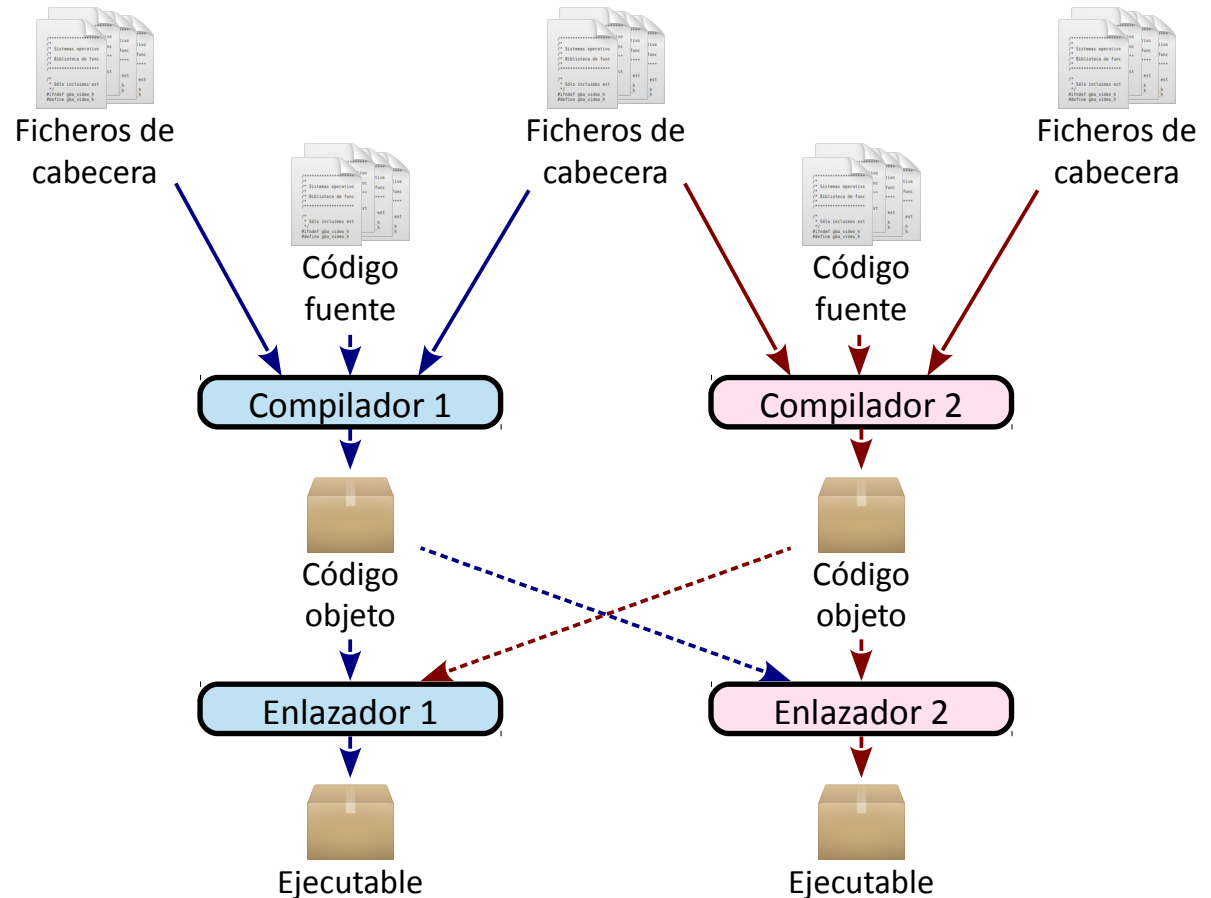 Ficheros de
cabecera
Ficheros de
cabecera
Ficheros de
cabecera
Código
fuente
Código
fuente
Compilador 1
Compilador 2
Código
objeto
Código
objeto
Enlazador 1
Enlazador 2
Ejecutable
Ejecutable